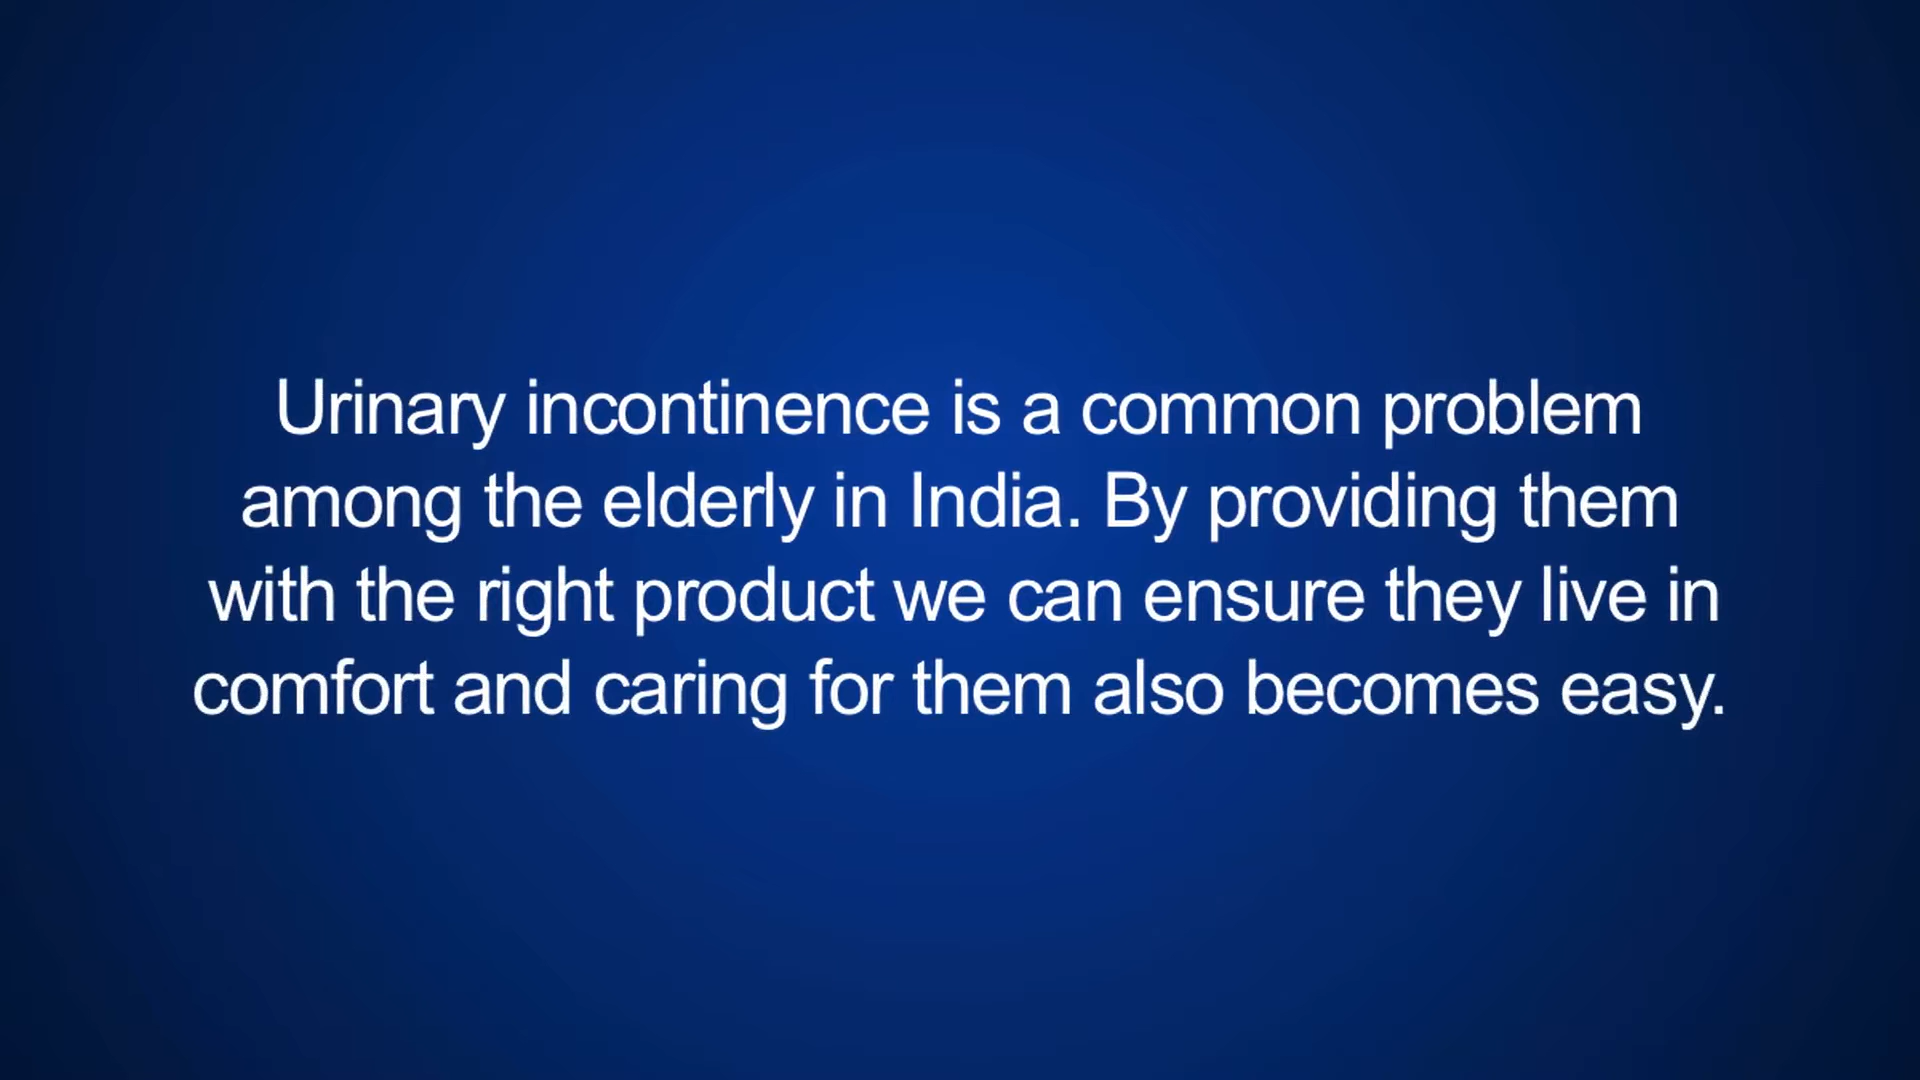 Urinary incontinence is a common problem
among the elderly in India. By providing them
with the right product we can ensure they live in
comfort and caring for them also becomes easy.